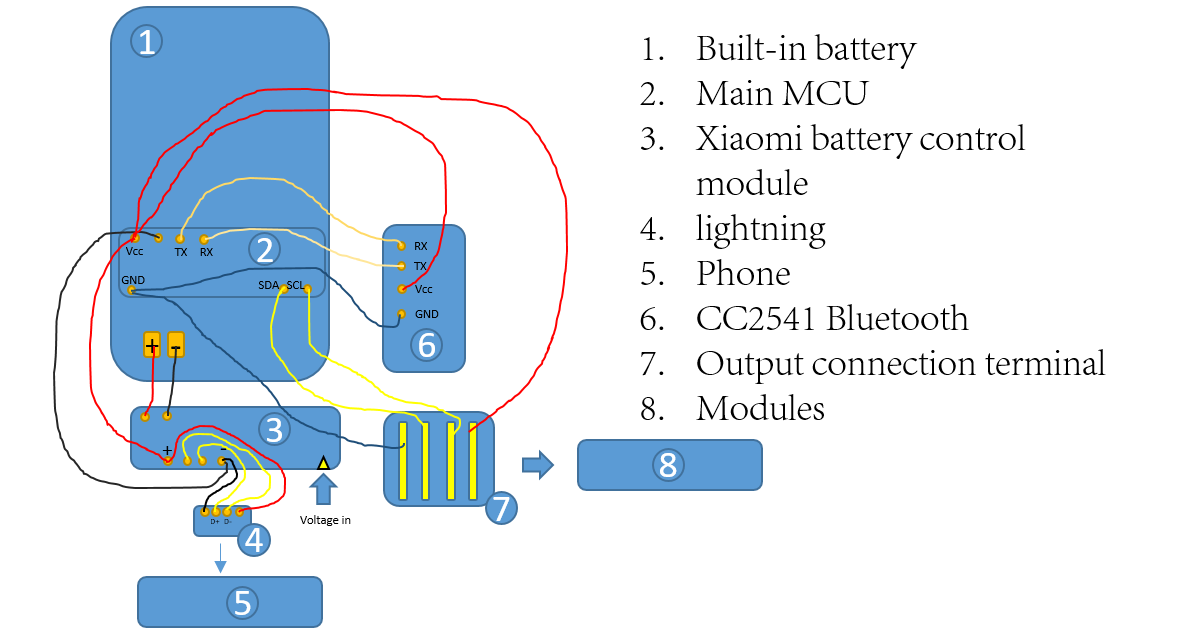 1
Vcc
TX
RX
2
GND
SDA
SCL
RX
TX
Vcc
GND
6
+
-
3
+
-
Voltage in
D+
D-
4
5
7
8
1. Built-in battery
2. Main MCU
3. Xiaomi battery control
module
4. lightning
5. Phone
6. CC2541 Bluetooth
7. Output connection terminal
8. Modules